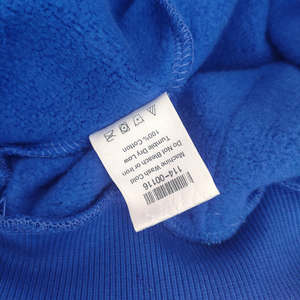 114-00116
Machine Wash Cold
Do Not Bleach or Iron
Tumble Dry Low
100% Cotton